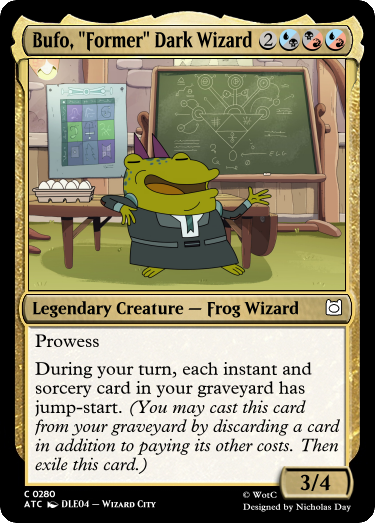 Bufo, "Former" Dark Wizard 2
Legendary Creature — Frog Wizard
Prowess
During your turn, each instant and
sorcery card in your graveyard has
jump-start. (You may cast this card
from your graveyard by discarding a card
in addition to paying its other costs. Then
exile this card.)
3/4
C 0280
ATC DLE04 — Wizard City
© WotC
Designed by Nicholas Day